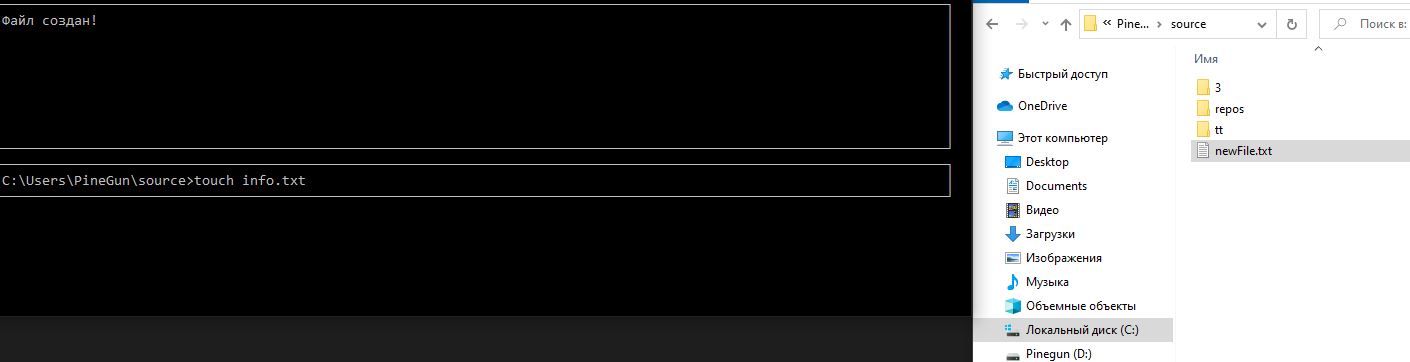 Файл создан!
C:\Users\PineGun\source>touch info.txt
« Pine... > source
Поиск в:
Быстрый доступ
OneDrive
Этот компьютер
Desktop
Documents
Видео
Загрузки
Изображения
Музыка
Объемные объекты
Локальный диск (C:)
Pinegun (D:)
Имя
3
repos
tt
newFile.txt